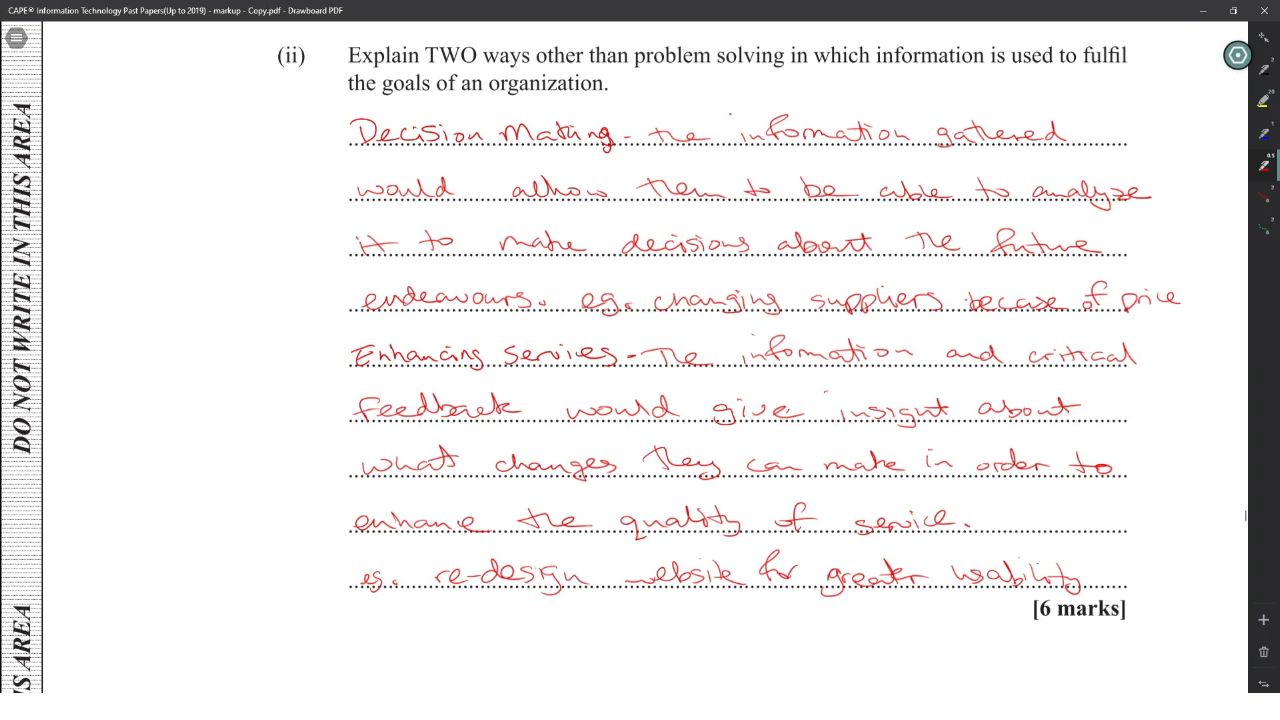 CAPE® Information Technology Past Papers(Up to 2019) - markup - Copy.pdf - Drawboard PDF
(ii) Explain TWO ways other than problem solving in which information is used to fulfil
the goals of an organization.
Decision Making - the information gathered
would allow them to be able to analyze
it to make decisions about the future
endeavours. eg. changing suppliers because of price
Enhancing Services - The information and critical
feedback would give insight about
what changes they can make in order to
enhance the quality of service.
eg. re-design website for greater usability
[6 marks]
DO NOT WRITE IN THIS AREA
IS AREA